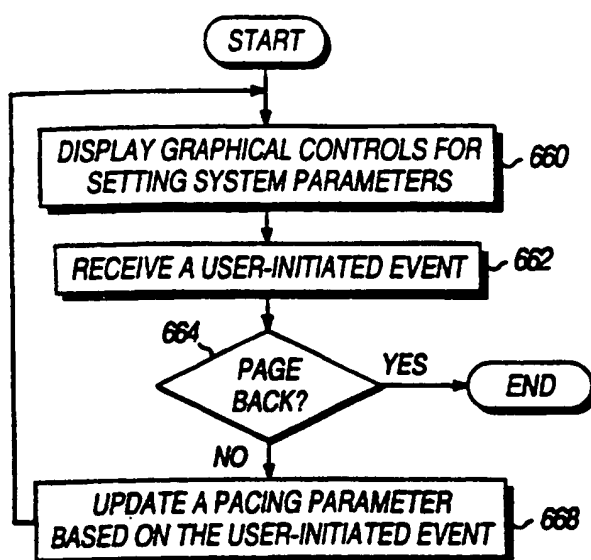 START
DISPLAY GRAPHICAL CONTROLS FOR
SETTING SYSTEM PARAMETERS
660
RECEIVE A USER-INITIATED EVENT
662
664
PAGE
BACK?
YES
END
NO
UPDATE A PACING PARAMETER
BASED ON THE USER-INITIATED EVENT
668